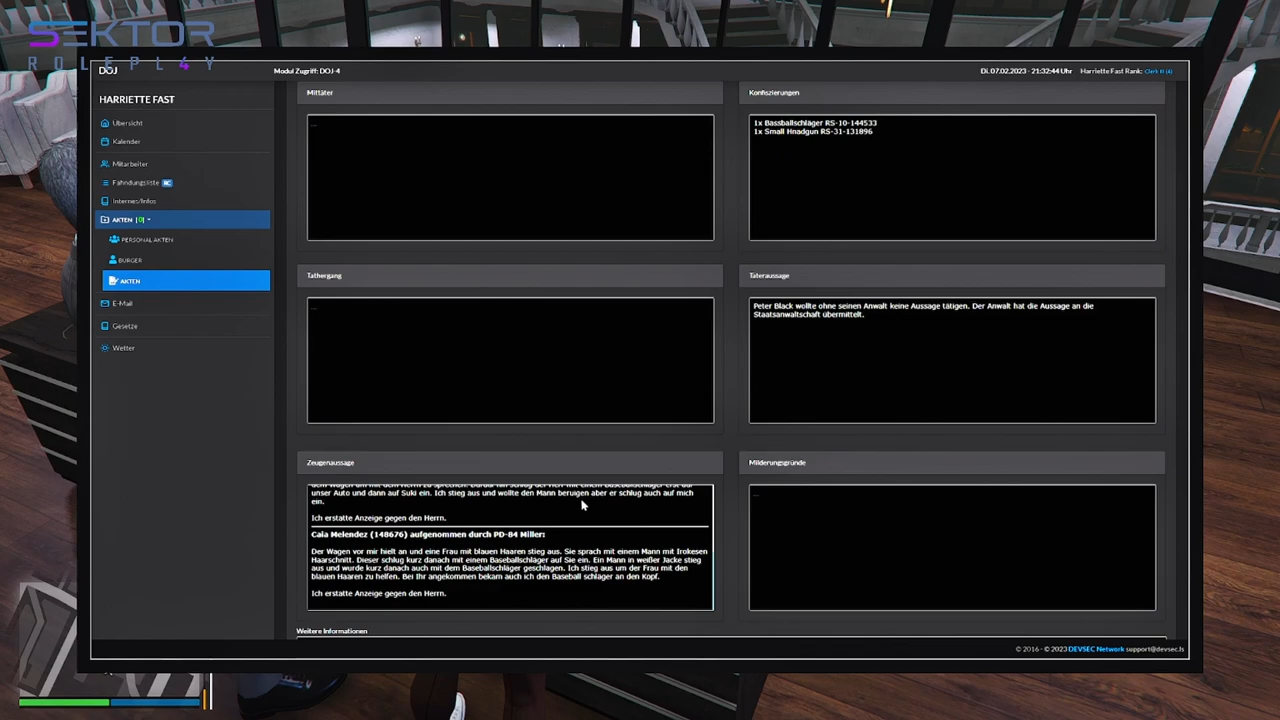 SEKTOR
ROLEPL4Y
DOJ
Modul Zugriff: DOJ-4
Di. 07.02.2023 - 21:32:44 Uhr
Harriette Fast Rank: Clerk III (4)
HARRIETTE FAST
Übersicht
Kalender
Mitarbeiter
Fahndungsliste
Internes/Infos
AKTEN [0]
PERSONAL AKTEN
BÜRGER
AKTEN
E-Mail
Gesetze
Wetter
Mittäter
...
Konfiszierungen
1x Bassballschläger RS-10-144533
1x Small Hnadgun RS-31-131896
Tathergang
...
Täteraussage
Peter Black wollte ohne seinen Anwalt keine Aussage tätigen. Der Anwalt hat die Aussage an die
Staatsanwaltschaft übermittelt.
Zeugenaussage
unser Auto und dann auf Suki ein. Ich stieg aus und wollte den Mann beruigen aber er schlug auch auf mich
ein.
Ich erstatte Anzeige gegen den Herrn.
Caia Melendez (148676) aufgenommen durch PD-84 Miller:
Der Wagen vor mir hielt an und eine Frau mit blauen Haaren stieg aus. Sie sprach mit einem Mann mit Irokesen
Haarschnitt. Dieser schlug kurz danach mit einem Baseballschläger auf Sie ein. Ein Mann in weißer Jacke stieg
aus und wurde kurz danach auch mit dem Baseballschläger geschlagen. Ich stieg aus um der Frau mit den
blauen Haaren zu helfen. Bei Ihr angekommen bekam auch ich den Baseball schläger an den Kopf.
Ich erstatte Anzeige gegen den Herrn.
Milderungsgründe
...
Weitere Informationen
© 2016 - © 2023 DEVSEC Network support@devsec.ls